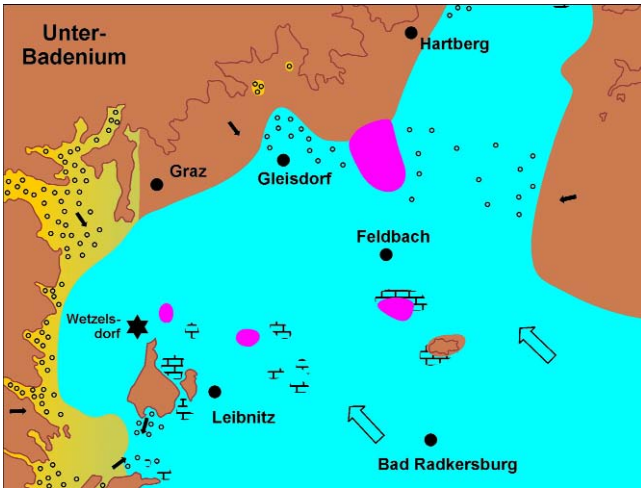 Unter-
Badenium
Hartberg
Graz
Gleisdorf
Feldbach
Wetzels-
dorf
Leibnitz
Bad Radkersburg